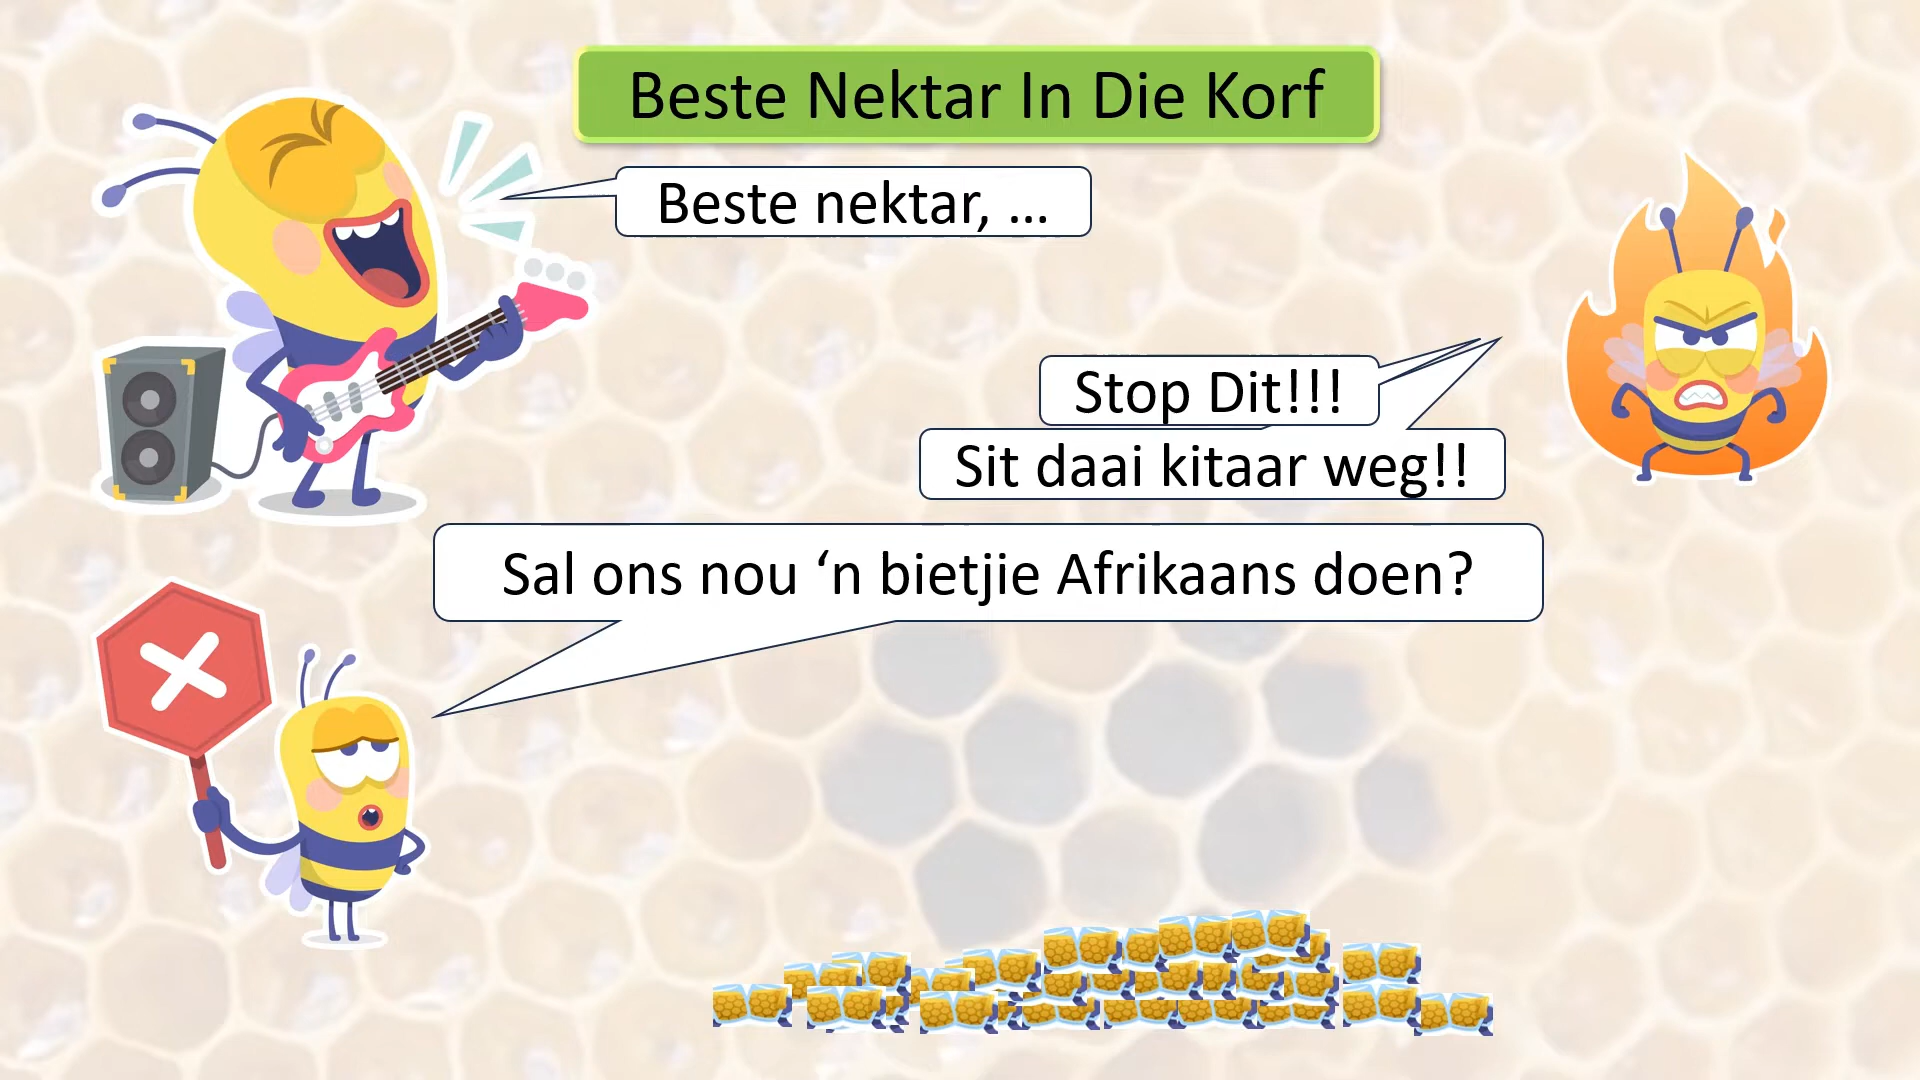 Beste Nektar In Die Korf
Beste nektar, ...
Stop Dit!!!
Sit daai kitaar weg!!
Sal ons nou ‘n bietjie Afrikaans doen?